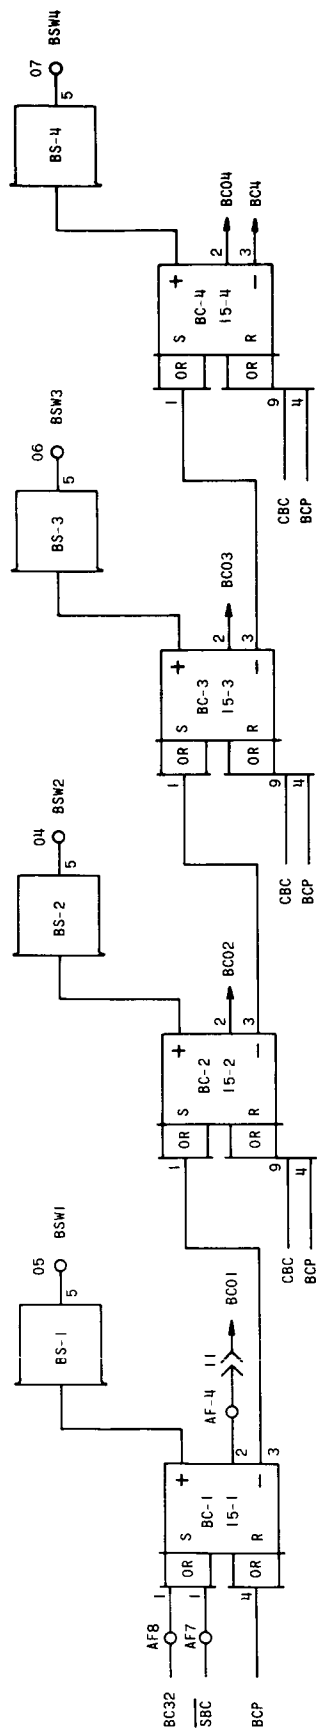 BS-1
5
05
BSW1
BS-2
5
04
BSW2
BS-3
5
06
BSW3
BS-4
5
07
BSW4
BC32
AF8
1
OR
SBC
AF7
1
BCP
4
OR
S
+
BC-1
15-1
R
−
2
AF-4
11
BC01
3
1
OR
S
+
BC-2
15-2
R
−
OR
9
4
CBC
BCP
2
BC02
3
1
OR
S
+
BC-3
15-3
R
−
OR
9
4
CBC
BCP
2
BC03
3
1
OR
S
+
BC-4
15-4
R
−
OR
9
4
CBC
BCP
2
BC04
3
BC4